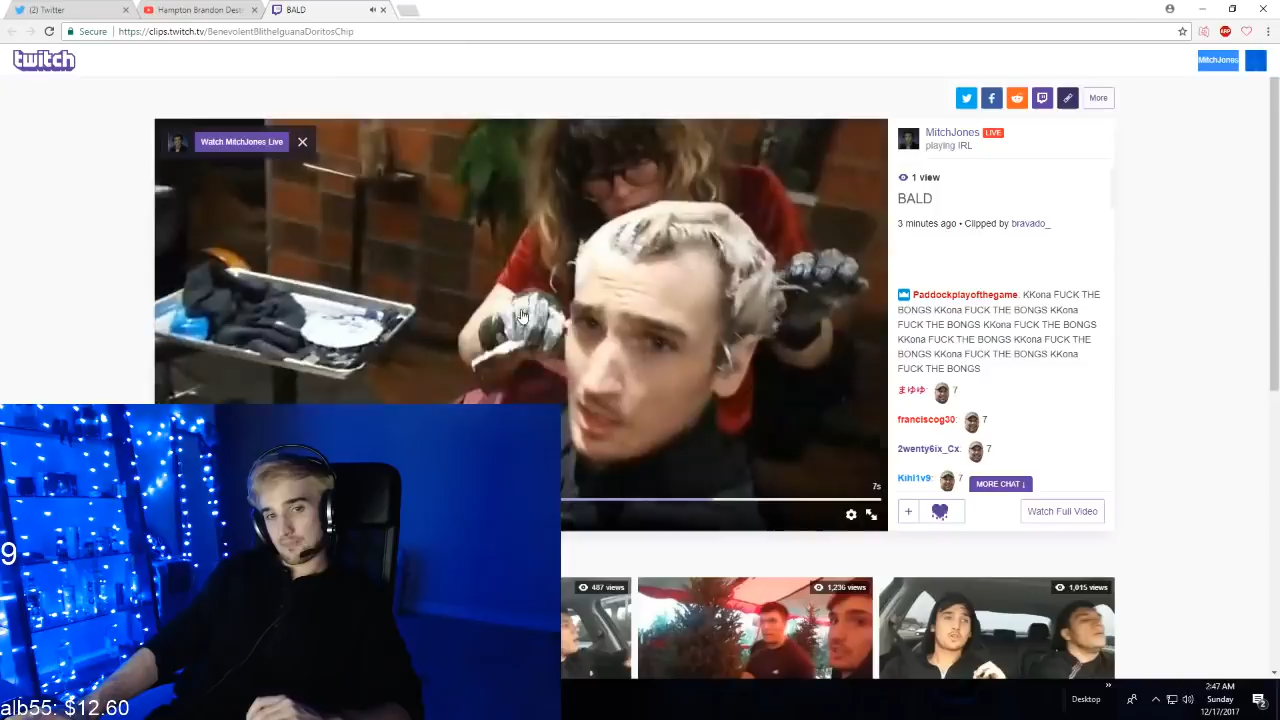 (2) Twitter
Hampton Brandon Dest
BALD
Secure
https://clips.twitch.tv/BenevolentBlitheIguanaDoritosChip
ABP
twitch
MitchJones
More
Watch MitchJones Live
MitchJones LIVE
playing IRL
1 view
BALD
3 minutes ago • Clipped by bravado_
Paddockplayofthegame: KKona FUCK THE
BONGS KKona FUCK THE BONGS KKona
FUCK THE BONGS KKona FUCK THE BONGS
KKona FUCK THE BONGS KKona FUCK THE
BONGS KKona FUCK THE BONGS KKona
FUCK THE BONGS
まゆゆ: 7
franciscog30: 7
2wenty6ix_Cx: 7
Kihl1v9: 7
MORE CHAT ↓
7s
+
Watch Full Video
487 views
1,236 views
1,015 views
9
alb55: $12.60
Desktop
»
2:47 AM
Sunday
12/17/2017
2